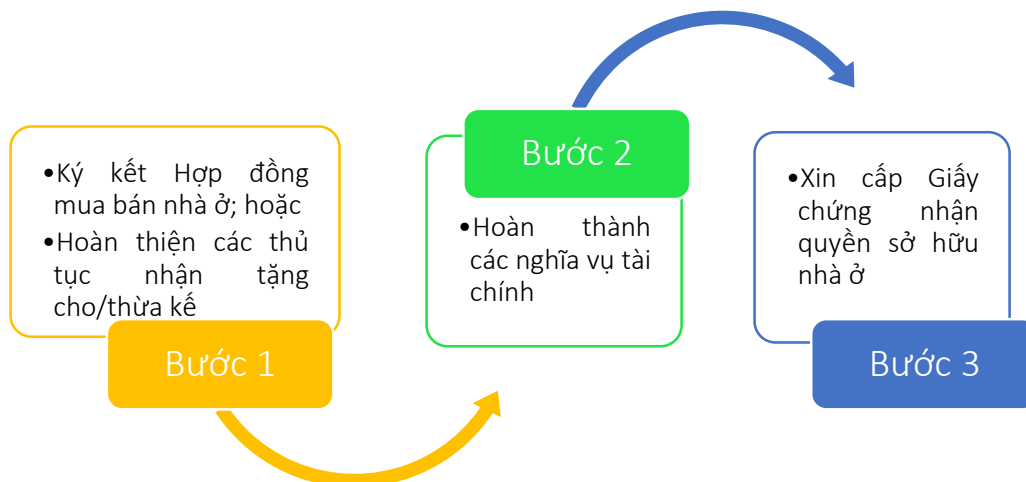 •Ký kết Hợp đồng
mua bán nhà ở; hoặc
•Hoàn thiện các thủ
tục nhận tặng
cho/thừa kế
Bước 1
Bước 2
•Hoàn thành
các nghĩa vụ tài
chính
•Xin cấp Giấy
chứng nhận
quyền sở hữu
nhà ở
Bước 3